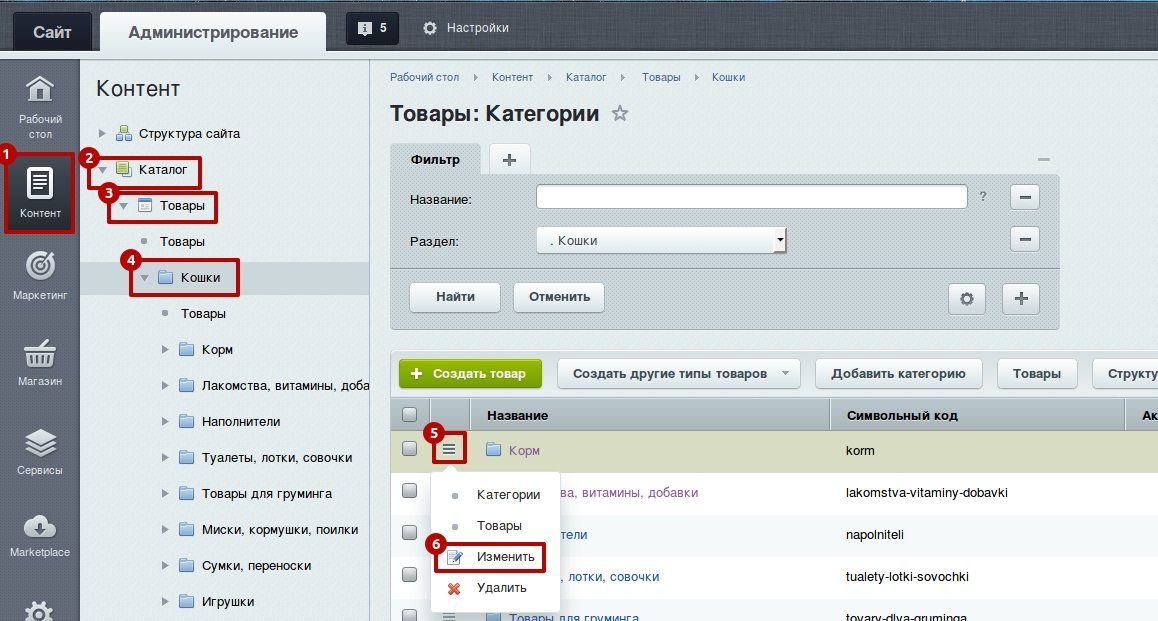 Сайт
Администрирование
5
Настройки
Рабочий стол
Контент
Каталог
Товары
Кошки
Рабочий
стол
1
Контент
Маркетинг
Магазин
Сервисы
Marketplace
Контент
Структура сайта
2
Каталог
3
Товары
Товары
4
Кошки
Товары
Корм
Лакомства, витамины, доба
Наполнители
Туалеты, лотки, совочки
Товары для груминга
Миски, кормушки, поилки
Сумки, переноски
Игрушки
Товары: Категории
Фильтр
+
Название:
?
Раздел:
. Кошки
Найти
Отменить
+ Создать товар
Создать другие типы товаров
Добавить категорию
Товары
Структу
Название
Символьный код
Ак
5
Корм
korm
ва, витамины, добавки
lakomstva-vitaminy-dobavki
тели
napolniteli
, лотки, совочки
tualety-lotki-sovochki
Товары для груминга
tovary-dlya-gruminga
Категории
Товары
6
Изменить
Удалить